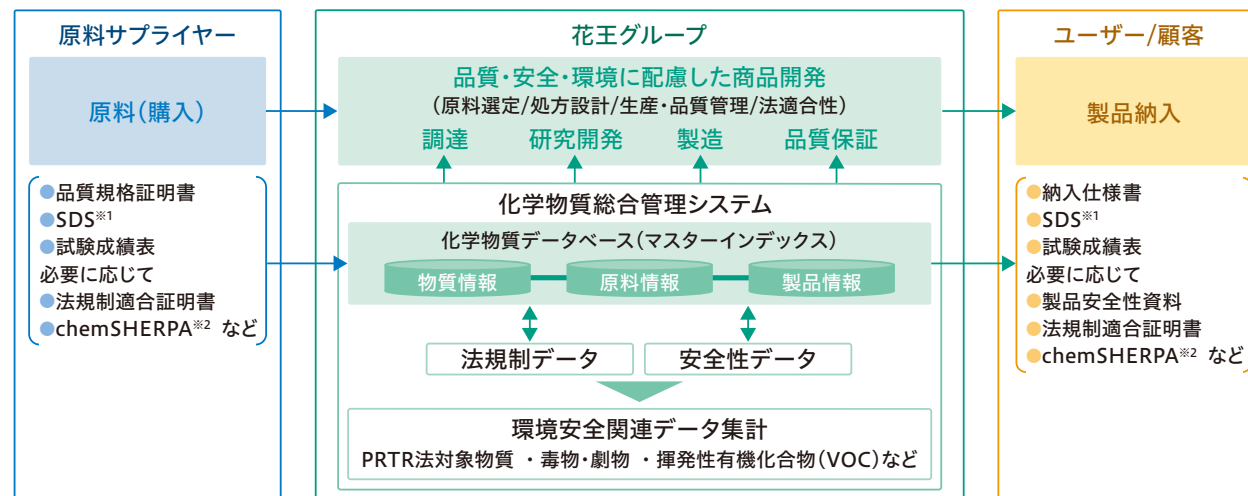 原料サプライヤー
原料(購入)
●品質規格証明書
●SDS※1
●試験成績表
必要に応じて
●法規制適合証明書
●chemSHERPA※2 など
花王グループ
品質・安全・環境に配慮した商品開発
(原料選定/処方設計/生産・品質管理/法適合性)
調達 研究開発 製造 品質保証
化学物質総合管理システム
化学物質データベース(マスターインデックス)
物質情報 原料情報 製品情報
法規制データ 安全性データ
環境安全関連データ集計
PRTR法対象物質 ・毒物・劇物 ・揮発性有機化合物(VOC)など
ユーザー/顧客
製品納入
●納入仕様書
●SDS※1
●試験成績表
必要に応じて
●製品安全性資料
●法規制適合証明書
●chemSHERPA※2 など